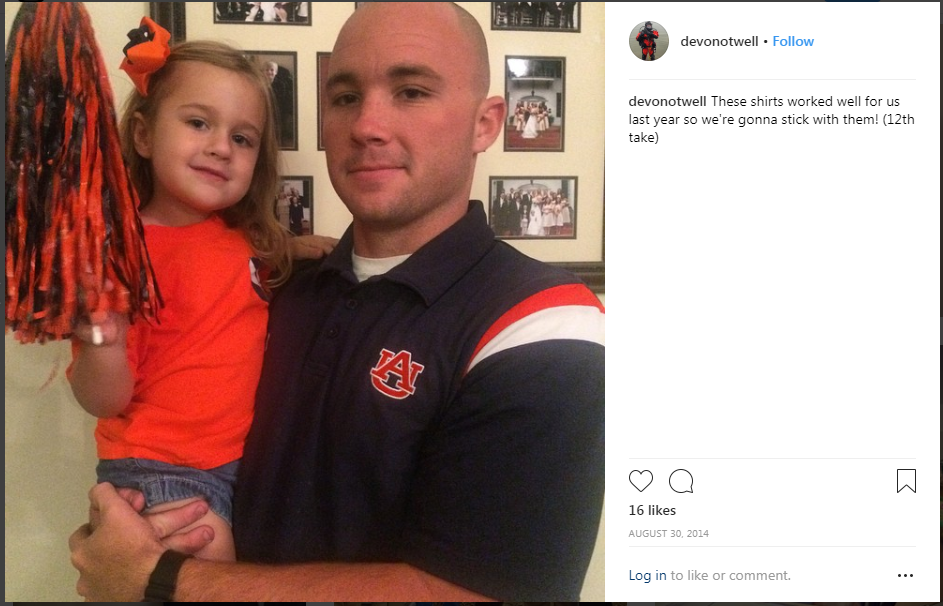 AU
devonotwell • Follow
devonotwell These shirts worked well for us
last year so we're gonna stick with them! (12th
take)
16 likes
AUGUST 30, 2014
Log in to like or comment.